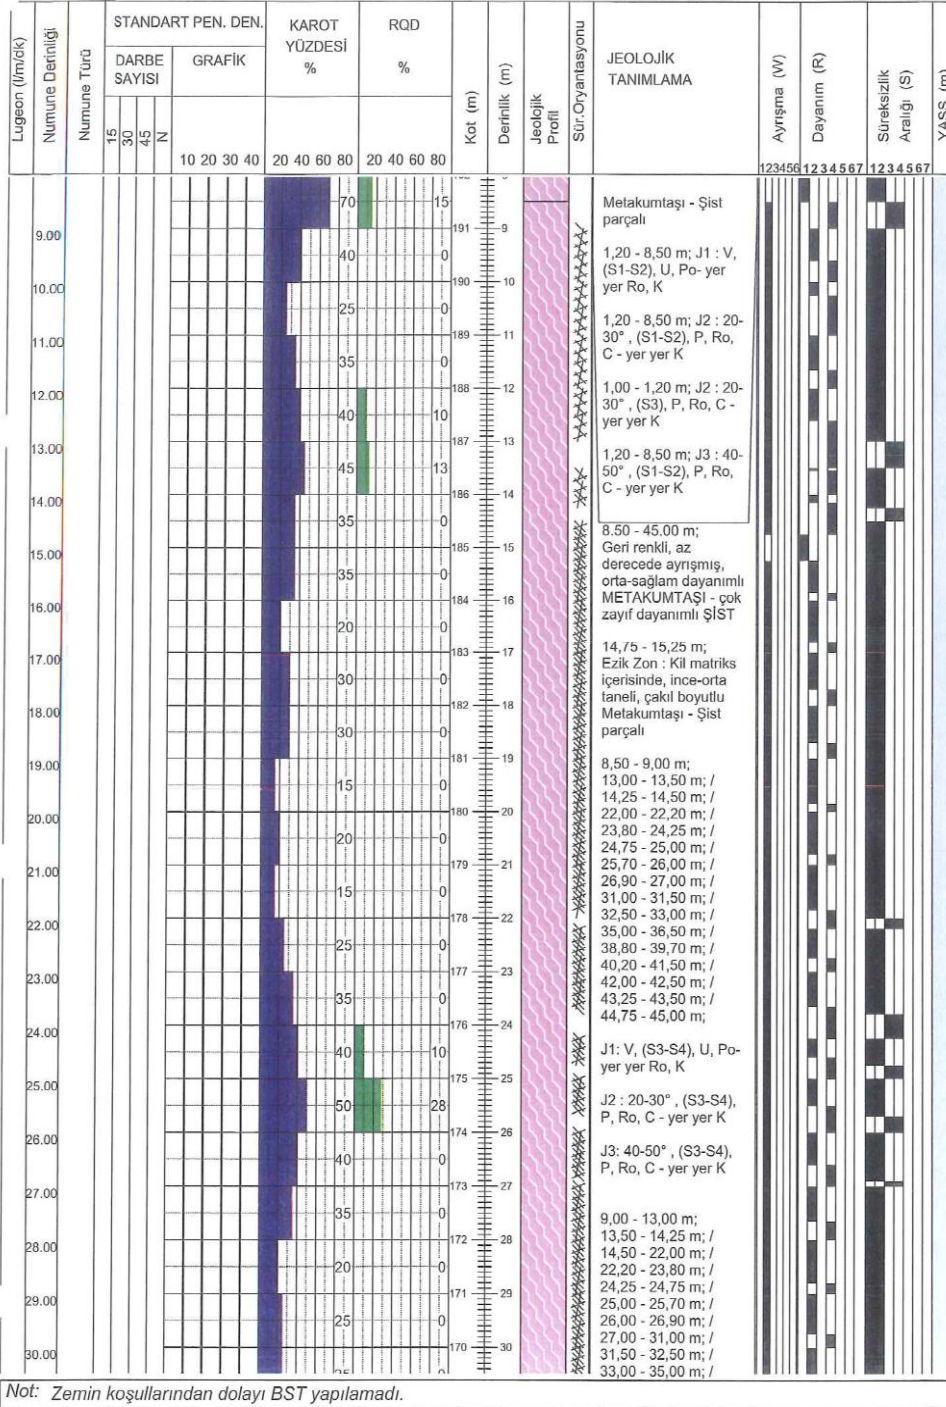 STANDART PEN. DEN.
KAROT
YÜZDESİ
%
RQD
%
Lugeon (l/m/dk)
Numune Derinliği
Numune Türü
DARBE
SAYISI
GRAFİK
15
30
45
N
10 20 30 40
20 40 60 80
20 40 60 80
Kot (m)
Derinlik (m)
Jeolojik
Profil
Sür.Oryantasyonu
JEOLOJİK
TANIMLAMA
Ayrışma (W)
Dayanım (R)
Süreksizlik
Aralığı (S)
YASS (m)
123456
1234567
1234567
70 15
191 9
9.00
40 0
190 10
10.00
25 0
189 11
11.00
35 0
188 12
12.00
40 10
187 13
13.00
45 13
186 14
14.00
35 0
185 15
15.00
35 0
184 16
16.00
20 0
183 17
17.00
30 0
182 18
18.00
30 0
181 19
19.00
15 0
180 20
20.00
20 0
179 21
21.00
15 0
178 22
22.00
25 0
177 23
23.00
35 0
176 24
24.00
40 10
175 25
25.00
50 28
174 26
26.00
40 0
173 27
27.00
35 0
172 28
28.00
20 0
171 29
29.00
25 0
170 30
30.00
Metakumtaşı - Şist
parçalı
1,20 - 8,50 m; J1 : V,
(S1-S2), U, Po- yer
yer Ro, K
1,20 - 8,50 m; J2 : 20-
30° , (S1-S2), P, Ro,
C - yer yer K
1,00 - 1,20 m; J2 : 20-
30° , (S3), P, Ro, C -
yer yer K
1,20 - 8,50 m; J3 : 40-
50° , (S1-S2), P, Ro,
C - yer yer K
8.50 - 45.00 m;
Geri renkli, az
derecede ayrışmış,
orta-sağlam dayanımlı
METAKUMTAŞI - çok
zayıf dayanımlı ŞİST
14,75 - 15,25 m;
Ezik Zon : Kil matriks
içerisinde, ince-orta
taneli, çakıl boyutlu
Metakumtaşı - Şist
parçalı
8,50 - 9,00 m;
13,00 - 13,50 m; /
14,25 - 14,50 m; /
22,00 - 22,20 m; /
23,80 - 24,25 m; /
24,75 - 25,00 m; /
25,70 - 26,00 m; /
26,90 - 27,00 m; /
31,00 - 31,50 m; /
32,50 - 33,00 m; /
35,00 - 36,50 m; /
38,80 - 39,70 m; /
40,20 - 41,50 m; /
42,00 - 42,50 m; /
43,25 - 43,50 m; /
44,75 - 45,00 m;
J1: V, (S3-S4), U, Po-
yer yer Ro, K
J2 : 20-30° , (S3-S4),
P, Ro, C - yer yer K
J3: 40-50° , (S3-S4),
P, Ro, C - yer yer K
9,00 - 13,00 m;
13,50 - 14,25 m; /
14,50 - 22,00 m; /
22,20 - 23,80 m; /
24,25 - 24,75 m; /
25,00 - 25,70 m; /
26,00 - 26,90 m; /
27,00 - 31,00 m; /
31,50 - 32,50 m; /
33,00 - 35,00 m; /
Not: Zemin koşullarından dolayı BST yapılamadı.